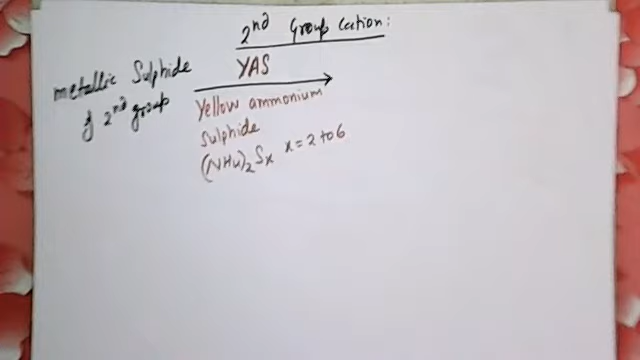 2nd Group Cation:
metallic Sulphide
of 2nd group
YAS
Yellow ammonium
sulphide
(NH4)2Sx x=2 to 6